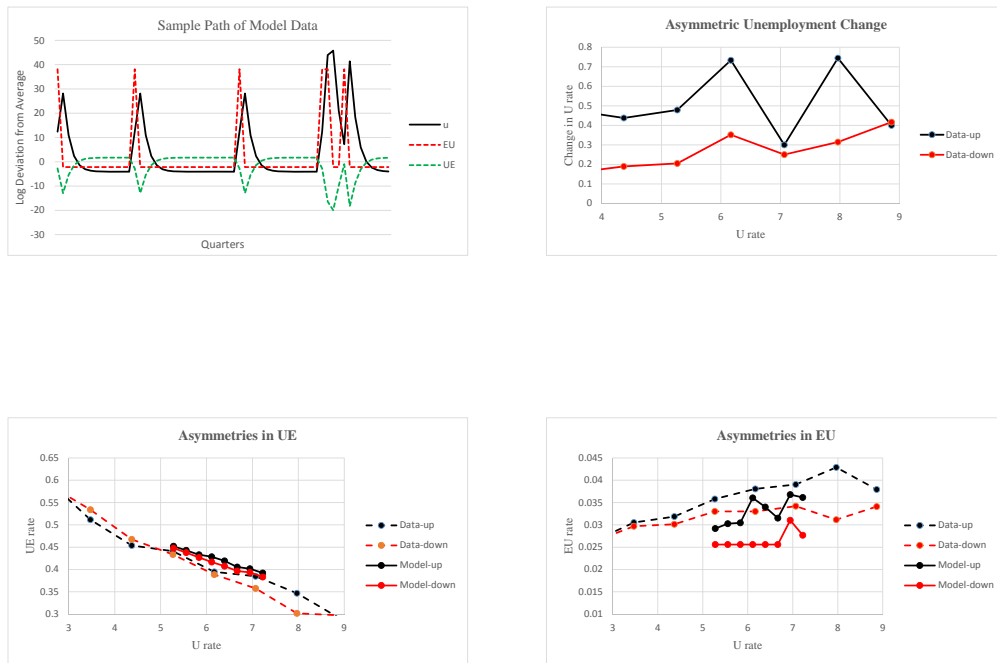 Sample Path of Model Data
Log Deviation from Average
50
40
30
20
10
0
-10
-20
-30
Quarters
u
EU
UE
Asymmetric Unemployment Change
Change in U rate
0.8
0.7
0.6
0.5
0.4
0.3
0.2
0.1
0
4 5 6 7 8 9
U rate
Data-up
Data-down
Asymmetries in UE
UE rate
0.65
0.6
0.55
0.5
0.45
0.4
0.35
0.3
3 4 5 6 7 8 9
U rate
Data-up
Data-down
Model-up
Model-down
Asymmetries in EU
EU rate
0.045
0.04
0.035
0.03
0.025
0.02
0.015
0.01
3 4 5 6 7 8 9
U rate
Data-up
Data-down
Model-up
Model-down